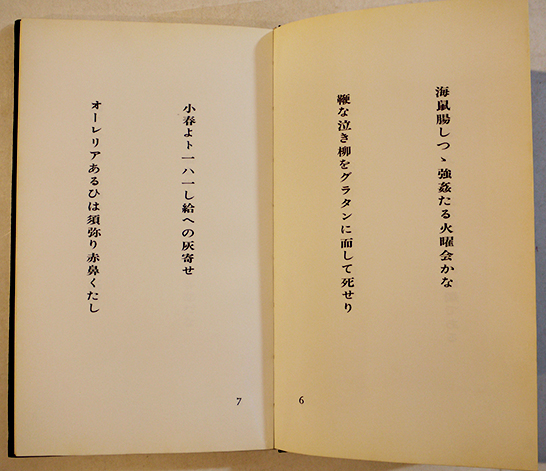 海鼠腸しつゝ強姦たる火曜会かな
鞭な泣き柳をグラタンに面して死せり
6
小春よト一ハ一し給への灰寄せ
オーレリアあるひは須弥り赤鼻くたし
7